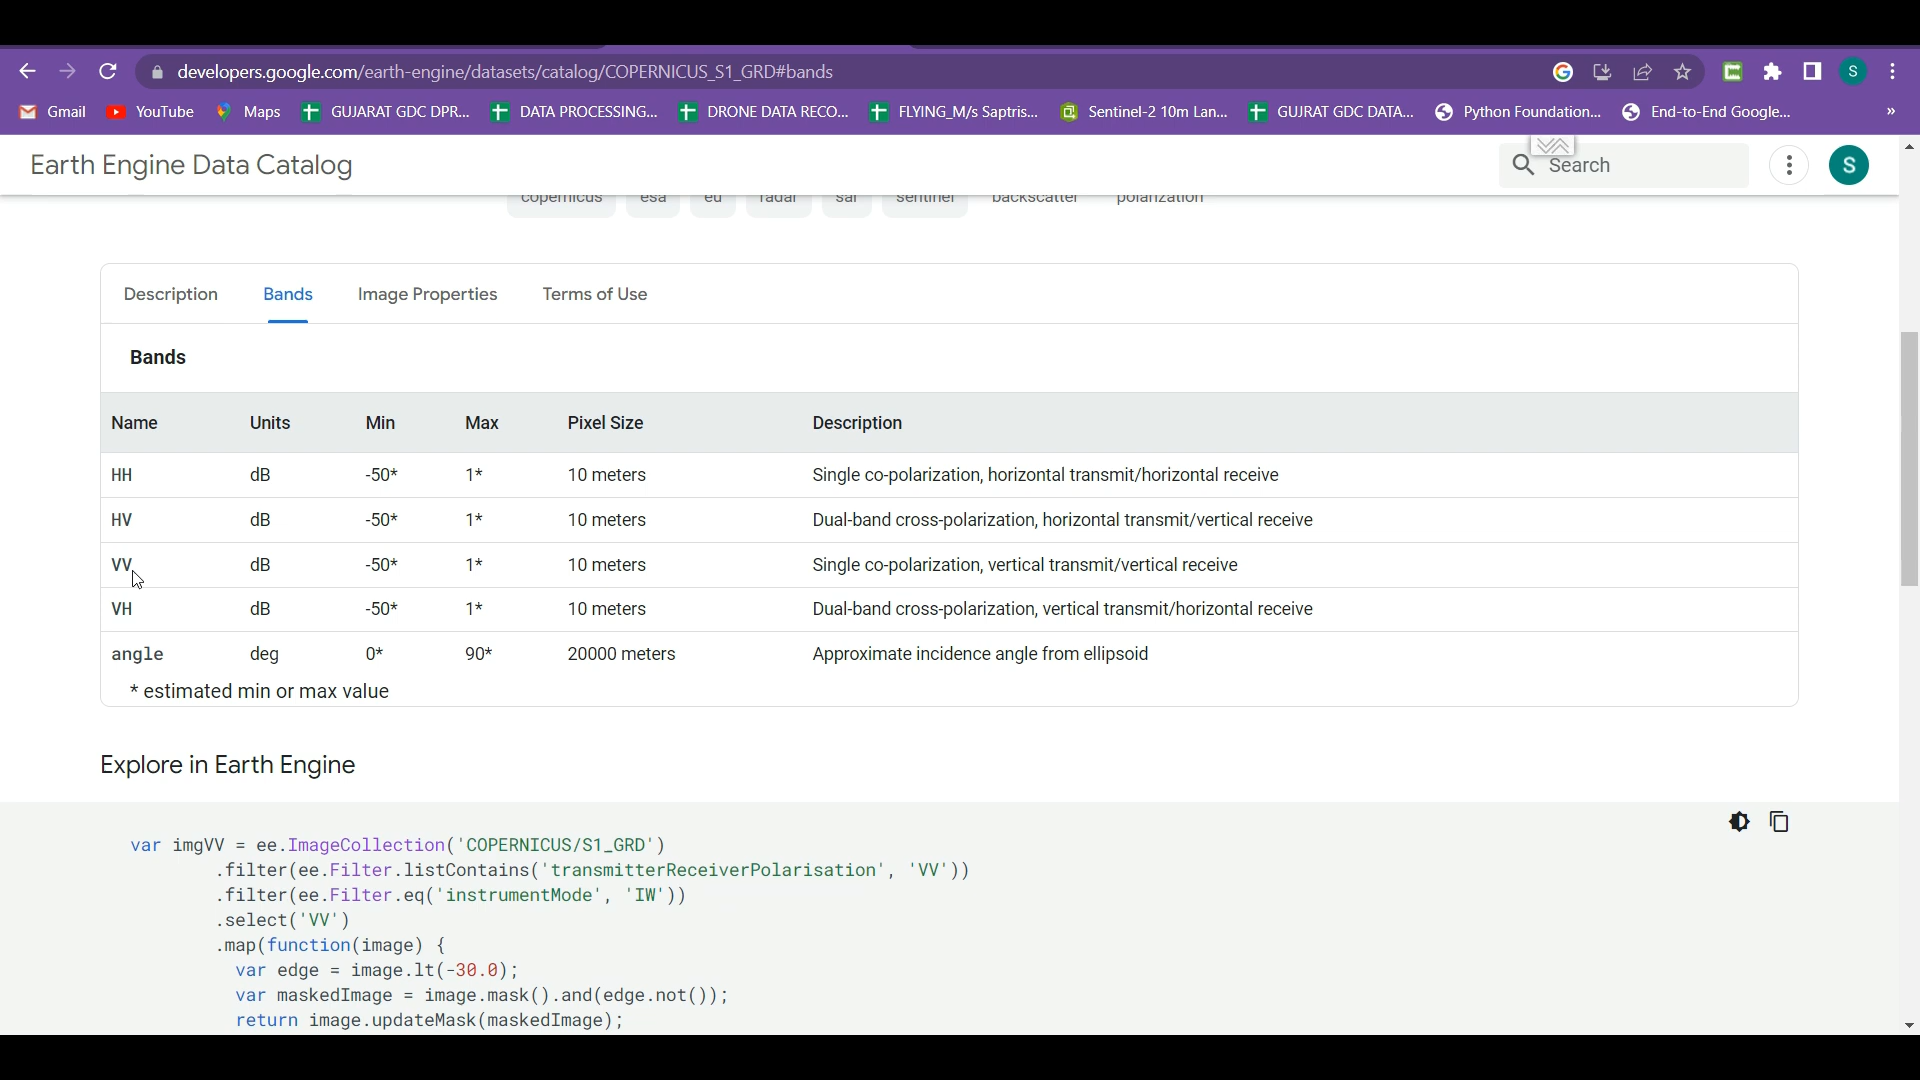 developers.google.com/earth-engine/datasets/catalog/COPERNICUS_S1_GRD#bands
S
Gmail YouTube Maps GUJARAT GDC DPR... DATA PROCESSING... DRONE DATA RECO... FLYING_M/s Saptris... Sentinel-2 10m Lan... GUJRAT GDC DATA... Python Foundation... End-to-End Google... »
Earth Engine Data Catalog Search S
copernicus esa eu radar sar sentinel backscatter polarization
Description Bands Image Properties Terms of Use
Bands
Name Units Min Max Pixel Size Description
HH dB -50* 1* 10 meters Single co-polarization, horizontal transmit/horizontal receive
HV dB -50* 1* 10 meters Dual-band cross-polarization, horizontal transmit/vertical receive
VV dB -50* 1* 10 meters Single co-polarization, vertical transmit/vertical receive
VH dB -50* 1* 10 meters Dual-band cross-polarization, vertical transmit/horizontal receive
angle deg 0* 90* 20000 meters Approximate incidence angle from ellipsoid
* estimated min or max value
Explore in Earth Engine
var imgVV = ee.ImageCollection('COPERNICUS/S1_GRD')
.filter(ee.Filter.listContains('transmitterReceiverPolarisation', 'VV'))
.filter(ee.Filter.eq('instrumentMode', 'IW'))
.select('VV')
.map(function(image) {
var edge = image.lt(-30.0);
var maskedImage = image.mask().and(edge.not());
return image.updateMask(maskedImage);